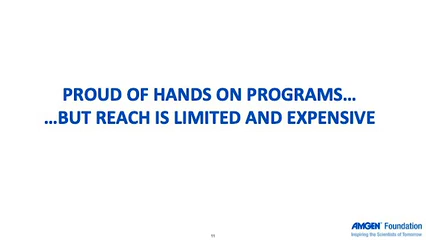 PROUD OF HANDS ON PROGRAMS…
…BUT REACH IS LIMITED AND EXPENSIVE
AMGEN Foundation
Inspiring the Scientists of Tomorrow